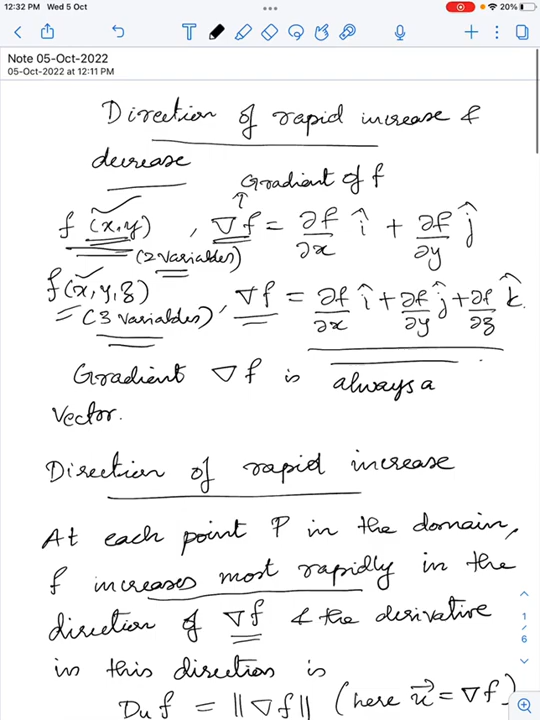 12:32 PM Wed 5 Oct
20%
Note 05-Oct-2022
05-Oct-2022 at 12:11 PM
Direction of rapid increase &
decrease
Gradient of f
f (x,y) , ∇f = ∂f/∂x î + ∂f/∂y ĵ
(2 variables)
f(x,y,z) , ∇f = ∂f/∂x î + ∂f/∂y ĵ + ∂f/∂z k̂.
(3 variables)
Gradient ∇f is always a
vector.
Direction of rapid increase
At each point P in the domain,
f increases most rapidly in the
direction of ∇f & the derivative
in this direction is
Du f = ||∇f|| (here u⃗ = ∇f)
1
/
6